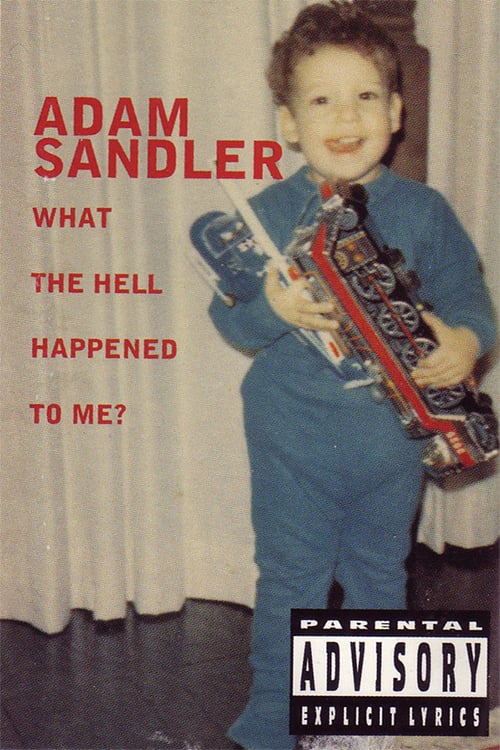 ADAM
SANDLER
WHAT
THE HELL
HAPPENED
TO ME?
PARENTAL
ADVISORY
EXPLICIT LYRICS